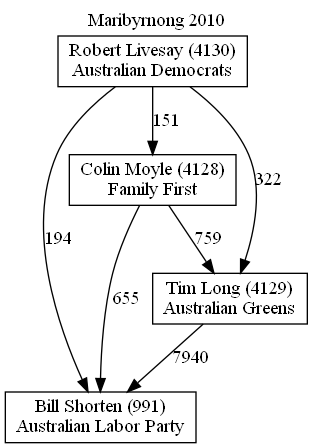 Maribyrnong 2010
Robert Livesay (4130)
Australian Democrats
151
Colin Moyle (4128)
Family First
322
194
759
655
Tim Long (4129)
Australian Greens
7940
Bill Shorten (991)
Australian Labor Party